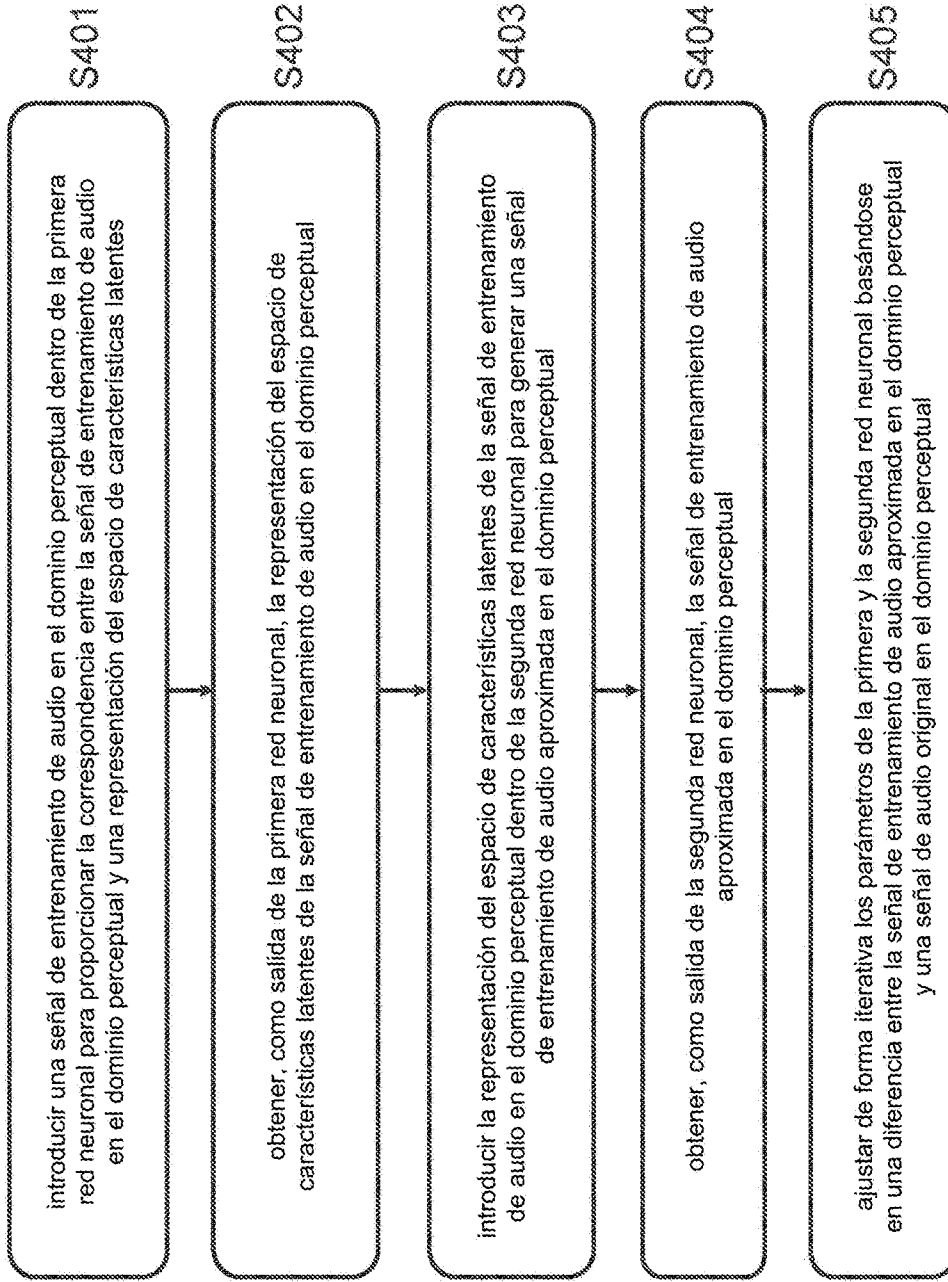 introducir una señal de entrenamiento de audio en el dominio perceptual dentro de la primera
red neuronal para proporcionar la correspondencia entre la señal de entrenamiento de audio
en el dominio perceptual y una representación del espacio de características latentes
S401
obtener, como salida de la primera red neuronal, la representación del espacio de
características latentes de la señal de entrenamiento de audio en el dominio perceptual
S402
introducir la representación del espacio de características latentes de la señal de entrenamiento
de audio en el dominio perceptual dentro de la segunda red neuronal para generar una señal
de entrenamiento de audio aproximada en el dominio perceptual
S403
obtener, como salida de la segunda red neuronal, la señal de entrenamiento de audio
aproximada en el dominio perceptual
S404
ajustar de forma iterativa los parámetros de la primera y la segunda red neuronal basándose
en una diferencia entre la señal de entrenamiento de audio aproximada en el dominio perceptual
y una señal de audio original en el dominio perceptual
S405